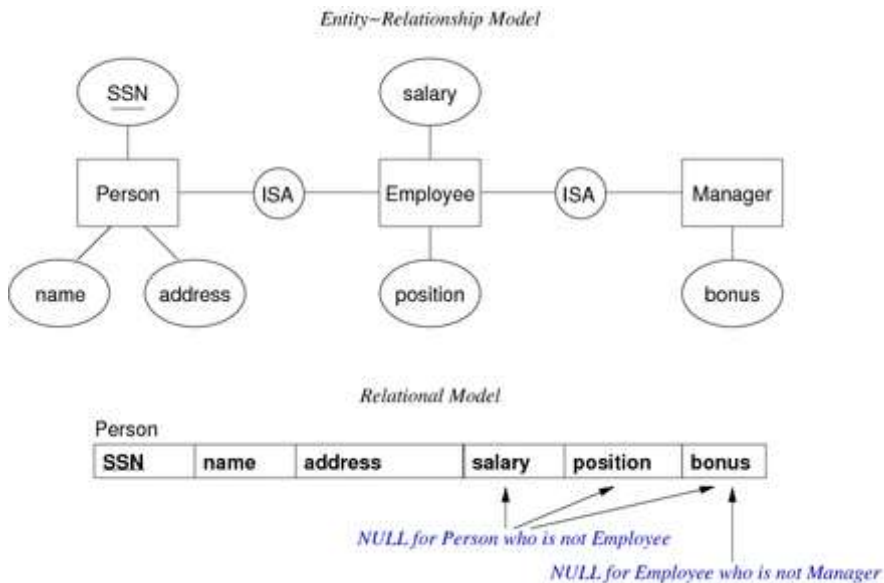 Entity-Relationship Model
SSN
salary
Person
ISA
Employee
ISA
Manager
name
address
position
bonus
Relational Model
Person
SSN name address salary position bonus
NULL for Person who is not Employee
NULL for Employee who is not Manager